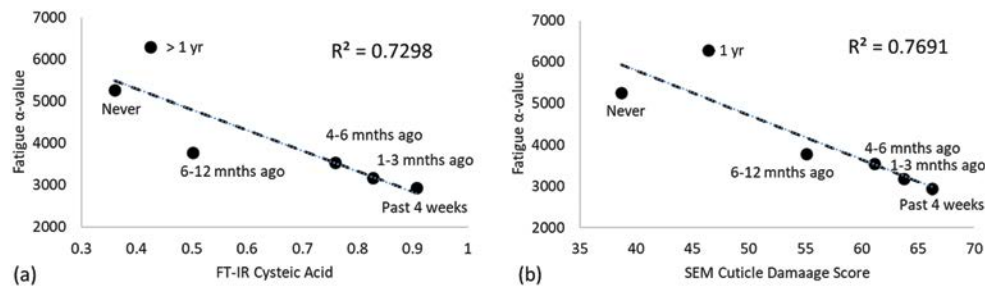 7000
6000
5000
4000
3000
2000
Fatigue α-value
> 1 yr
R² = 0.7298
Never
4-6 mnths ago
1-3 mnths ago
6-12 mnths ago
Past 4 weeks
0.3 0.4 0.5 0.6 0.7 0.8 0.9 1
(a) FT-IR Cysteic Acid
7000
6000
5000
4000
3000
2000
Fatigue α-value
1 yr
R² = 0.7691
Never
4-6 mnths ago
1-3 mnths ago
6-12 mnths ago
Past 4 weeks
35 40 45 50 55 60 65 70
(b) SEM Cuticle Damaage Score